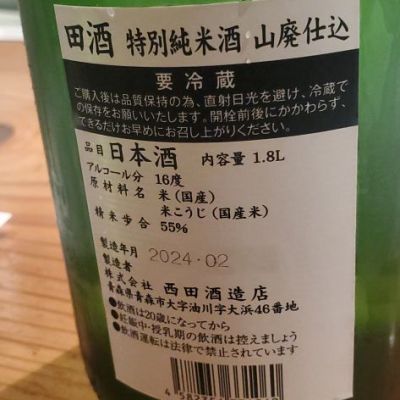 田酒 特別純米酒 山廃仕込
要冷蔵
ご購入後は品質保持の為、直射日光を避け、冷蔵で
の保存をお願いいたします。開栓前後にかかわらず、
できるだけお早めにお召し上がりください。
品目 日本酒 内容量 1.8L
アルコール分 16度
原材料名 米(国産)
米こうじ(国産米)
精米歩合 55%
製造年月 2024.02
製造者
株式会社 西田酒造店
青森県青森市大字油川字大浜46番地
●飲酒は20歳になってから
●妊娠中・授乳期の飲酒は控えましょう
●飲酒運転は法律で禁止されています